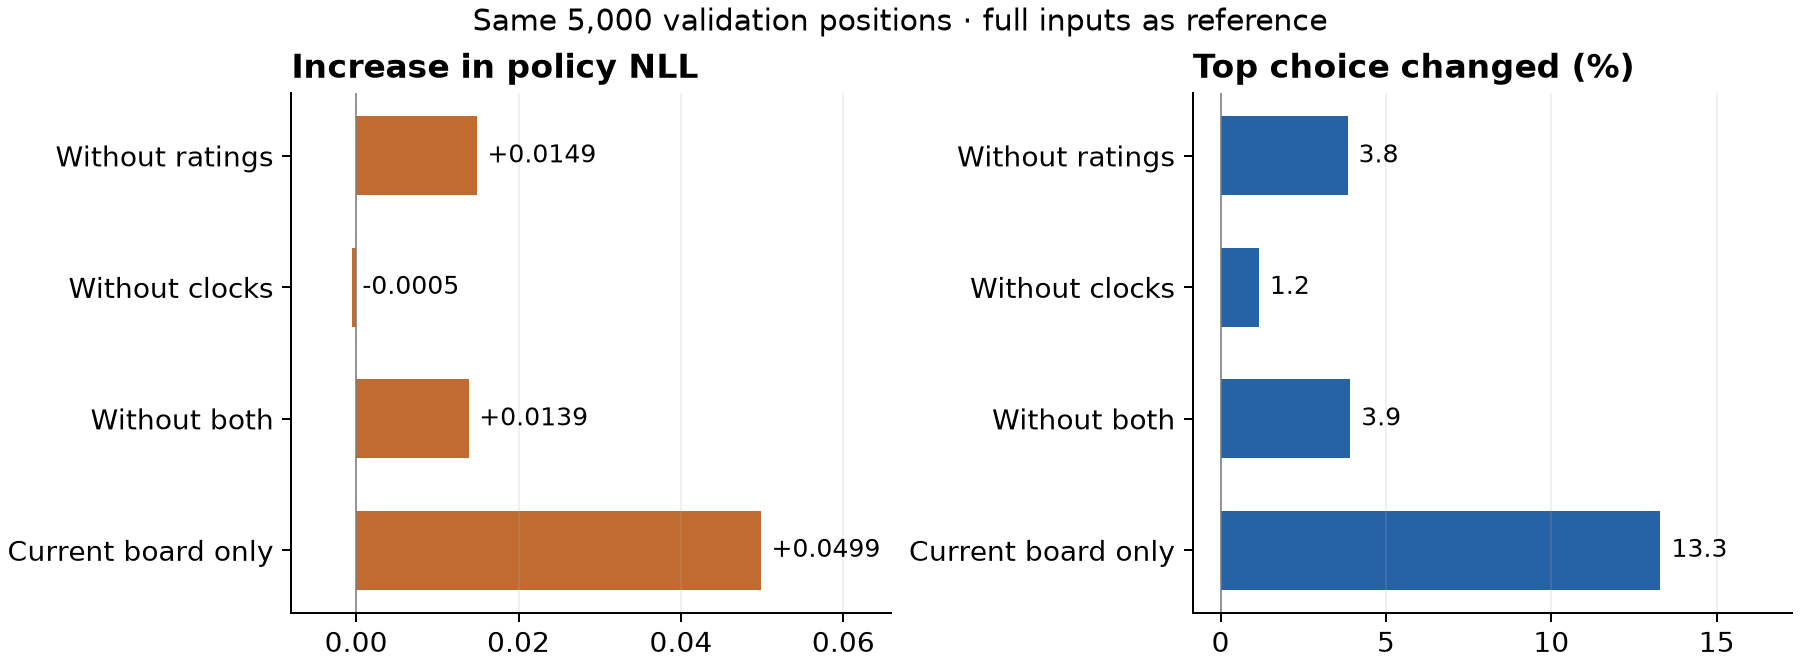 Same 5,000 validation positions · full inputs as reference
Increase in policy NLL
Without ratings
+0.0149
Without clocks
-0.0005
Without both
+0.0139
Current board only
+0.0499
0.00 0.02 0.04 0.06
Top choice changed (%)
Without ratings
3.8
Without clocks
1.2
Without both
3.9
Current board only
13.3
0 5 10 15